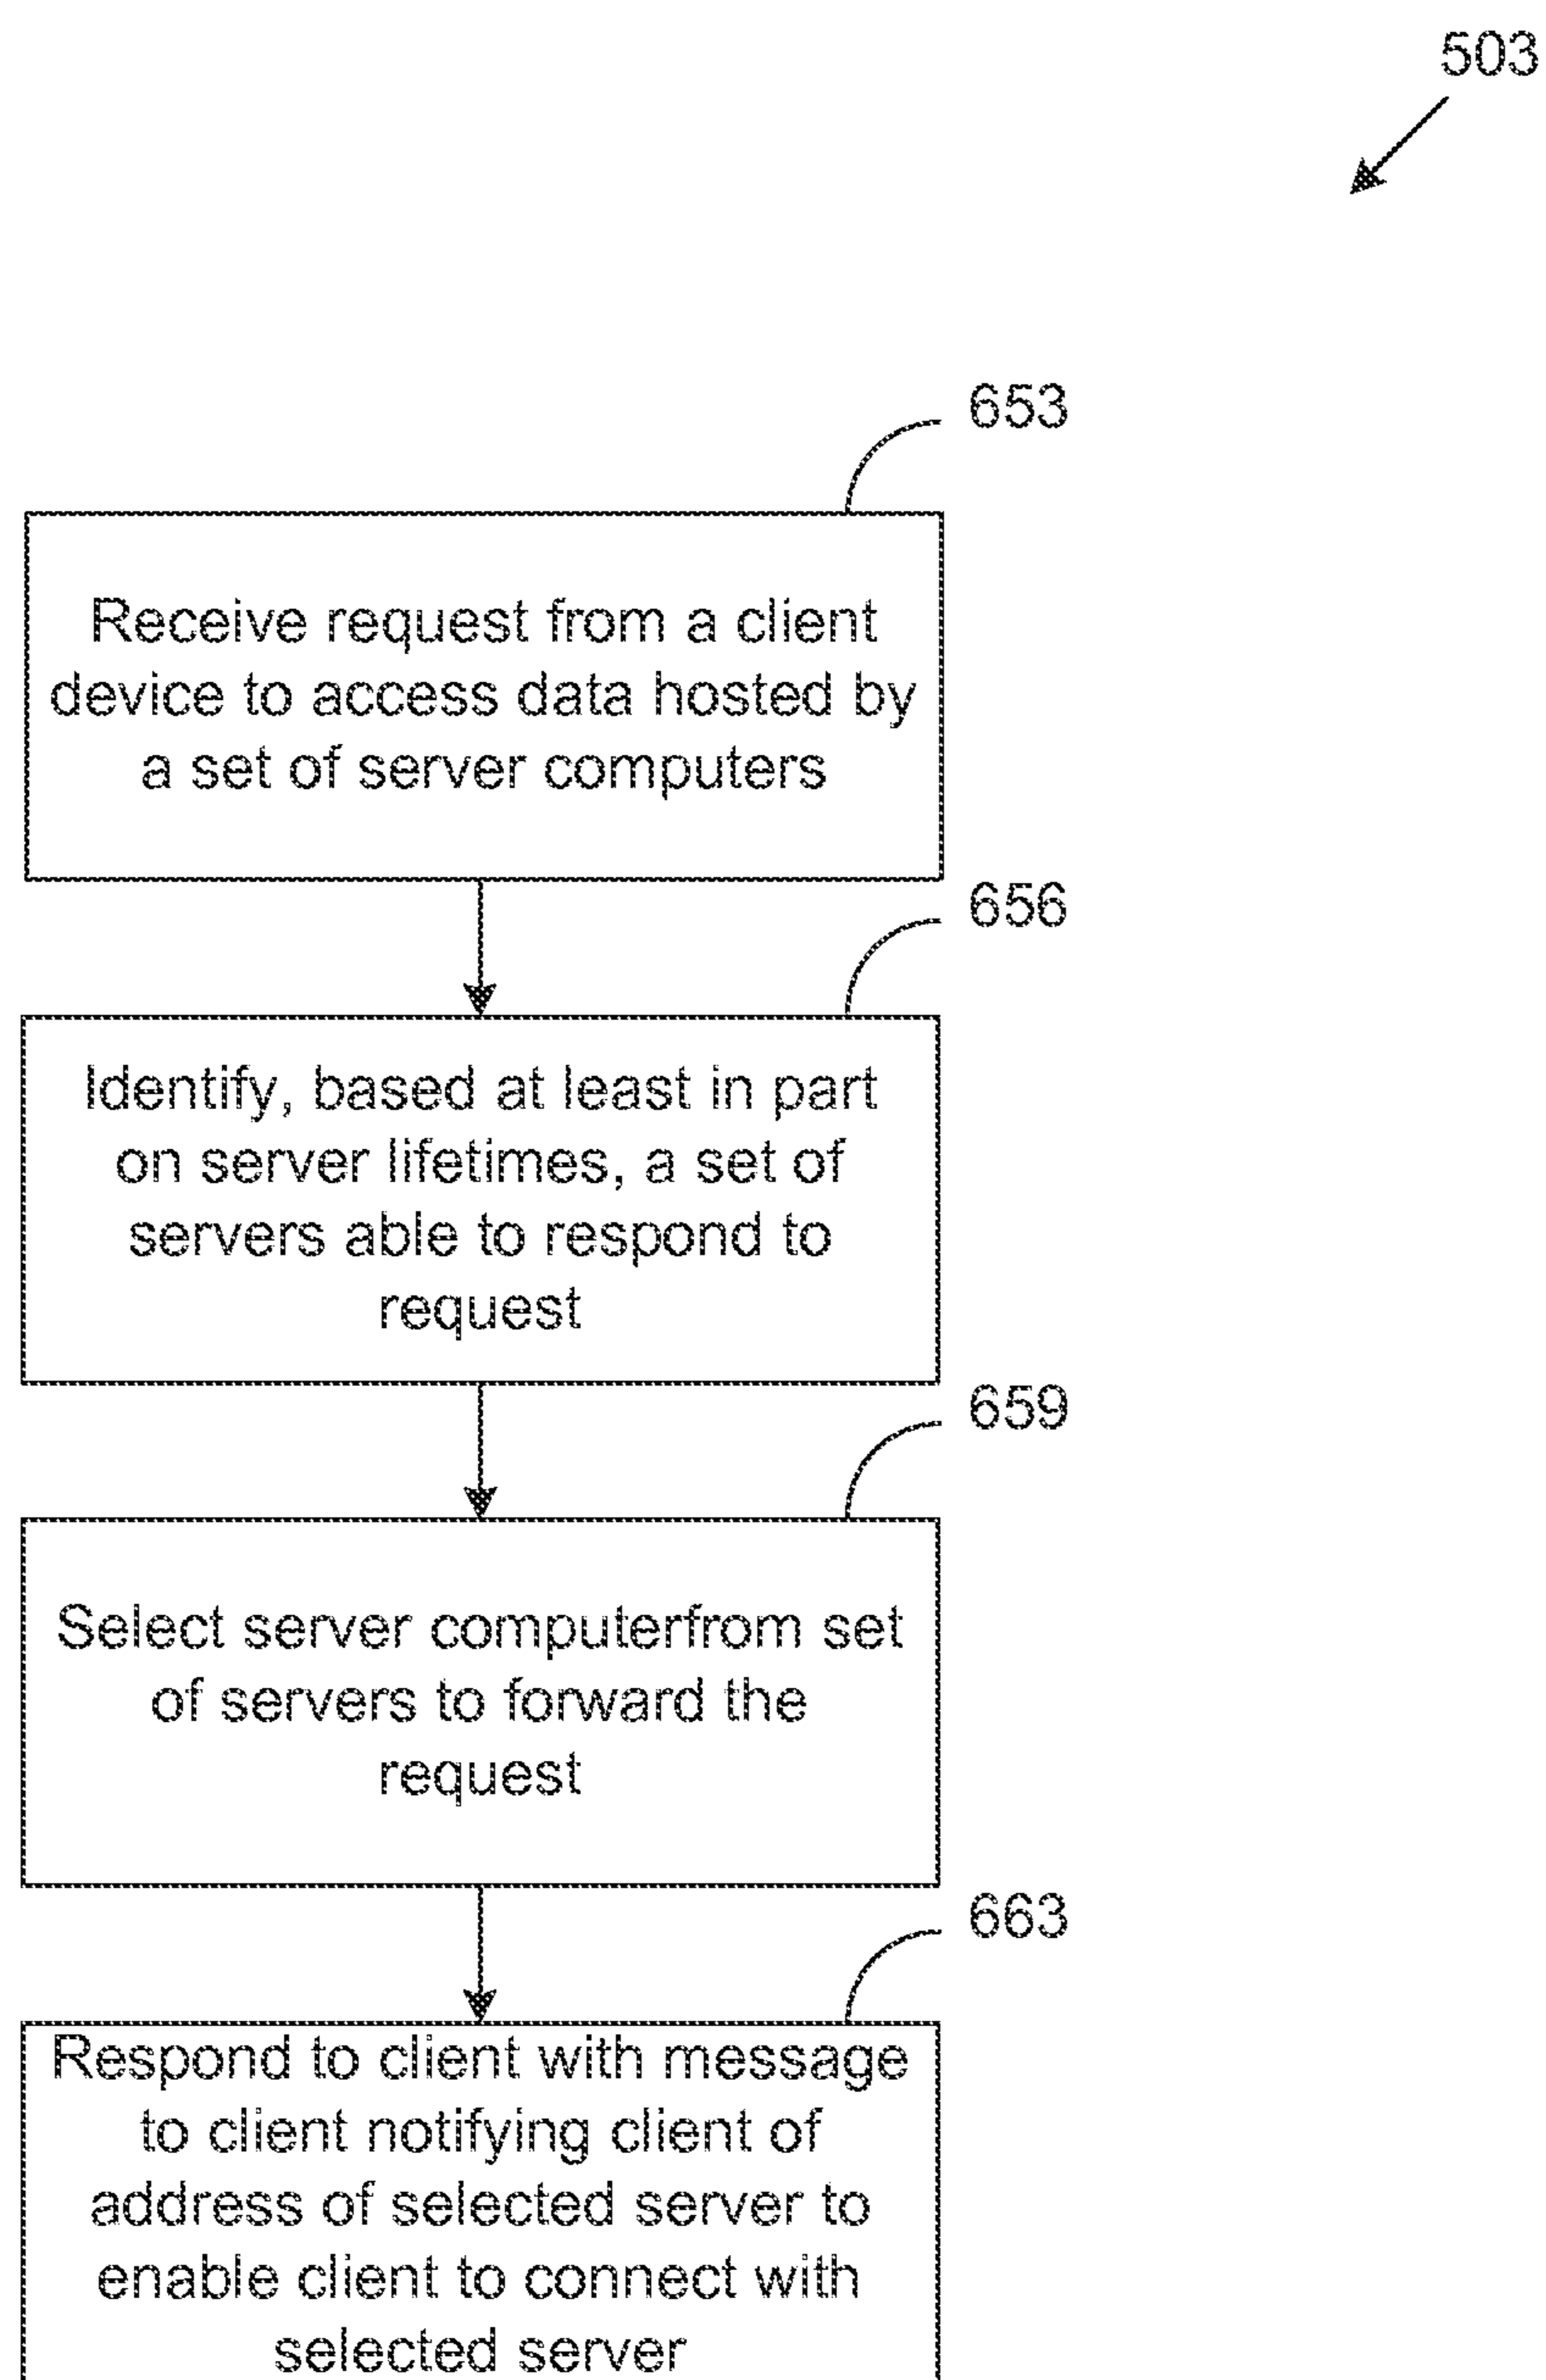 503
653
Receive request from a client
device to access data hosted by
a set of server computers
656
Identify, based at least in part
on server lifetimes, a set of
servers able to respond to
request
659
Select server computerfrom set
of servers to forward the
request
663
Respond to client with message
to client notifying client of
address of selected server to
enable client to connect with
selected server